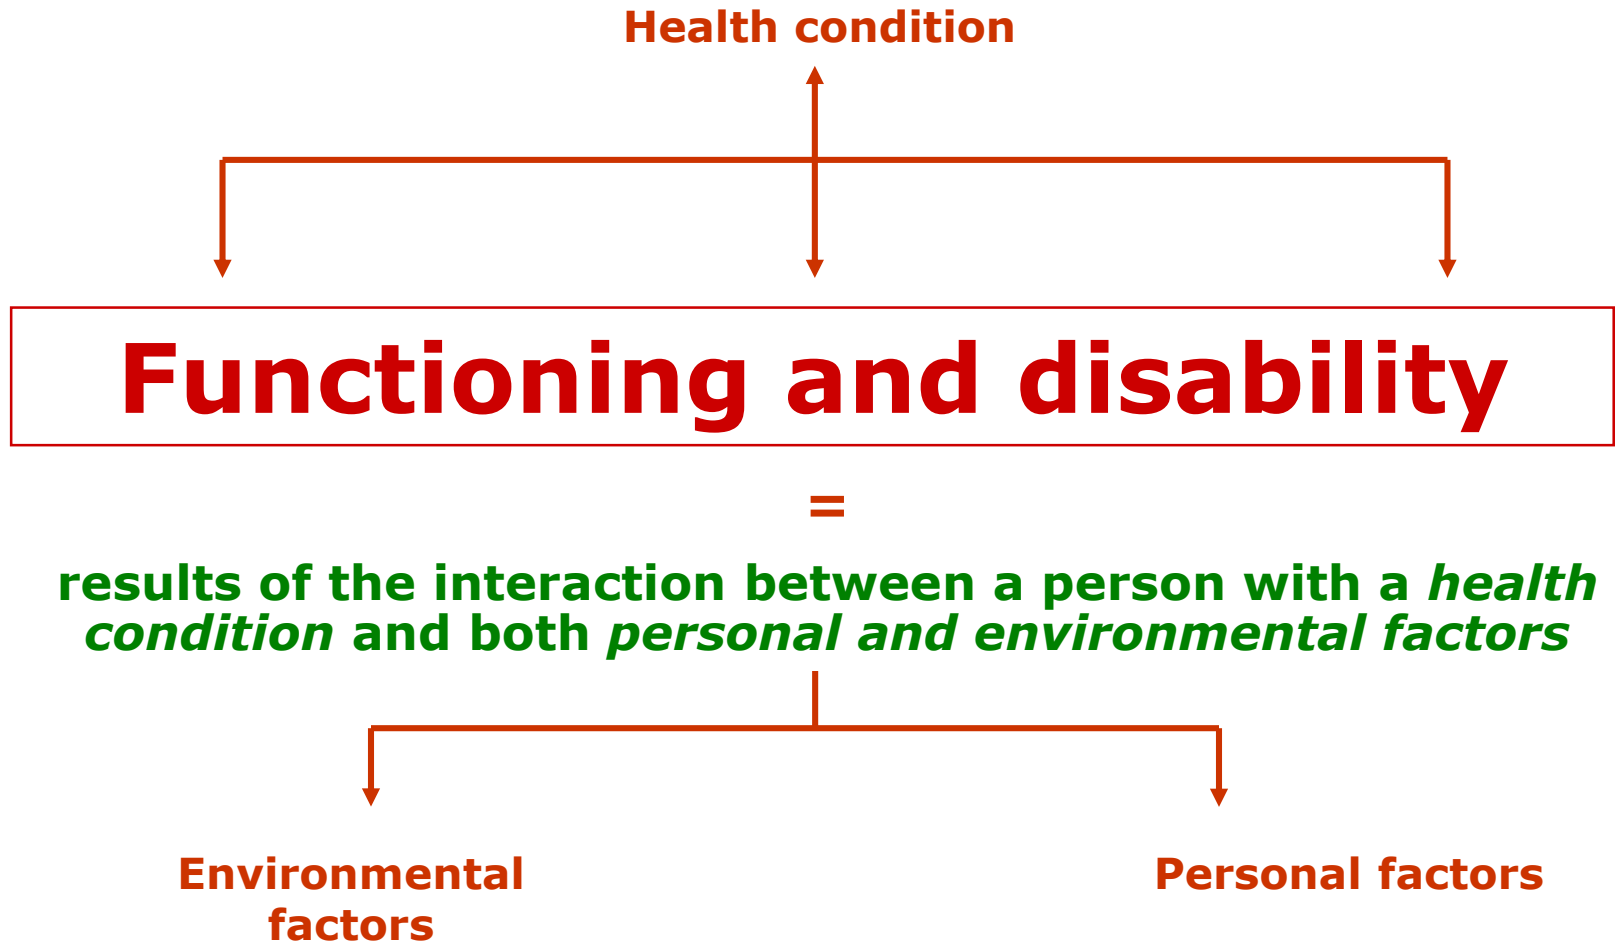 Health condition
Functioning and disability
=
results of the interaction between a person with a health
condition and both personal and environmental factors
Environmental
factors
Personal factors